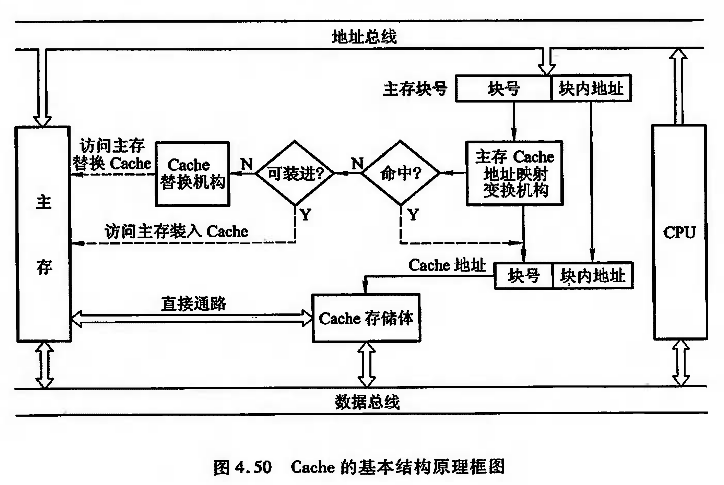 地址总线
主存块号
块号
块内地址
访问主存
替换 Cache
Cache
替换机构
N
可装进?
N
命中?
主存 Cache
地址映射
变换机构
主
存
CPU
Y
Y
访问主存装入 Cache
Cache 地址
块号
块内地址
直接通路
Cache 存储体
数据总线
图 4.50 Cache 的基本结构原理框图